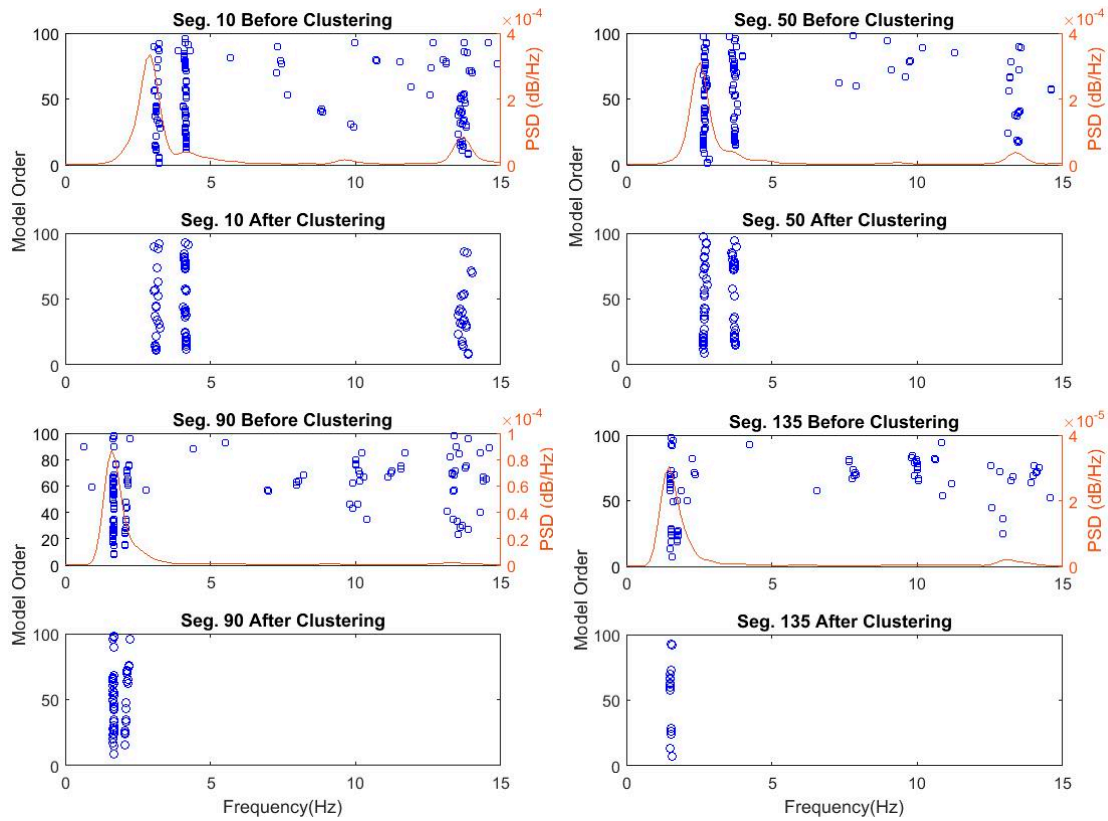 Seg. 10 Before Clustering
×10-4
100
50
0
4
2
0
0 5 10 15
PSD (dB/Hz)
Model Order
Seg. 10 After Clustering
100
50
0
0 5 10 15
Seg. 50 Before Clustering
×10-4
100
50
0
4
2
0
0 5 10 15
PSD (dB/Hz)
Model Order
Seg. 50 After Clustering
100
50
0
0 5 10 15
Seg. 90 Before Clustering
×10-4
100
80
60
40
20
0
1
0.8
0.6
0.4
0.2
0
0 5 10 15
PSD (dB/Hz)
Model Order
Seg. 90 After Clustering
100
50
0
0 5 10 15
Frequency(Hz)
Seg. 135 Before Clustering
×10-5
100
50
0
4
2
0
0 5 10 15
PSD (dB/Hz)
Model Order
Seg. 135 After Clustering
100
50
0
0 5 10 15
Frequency(Hz)